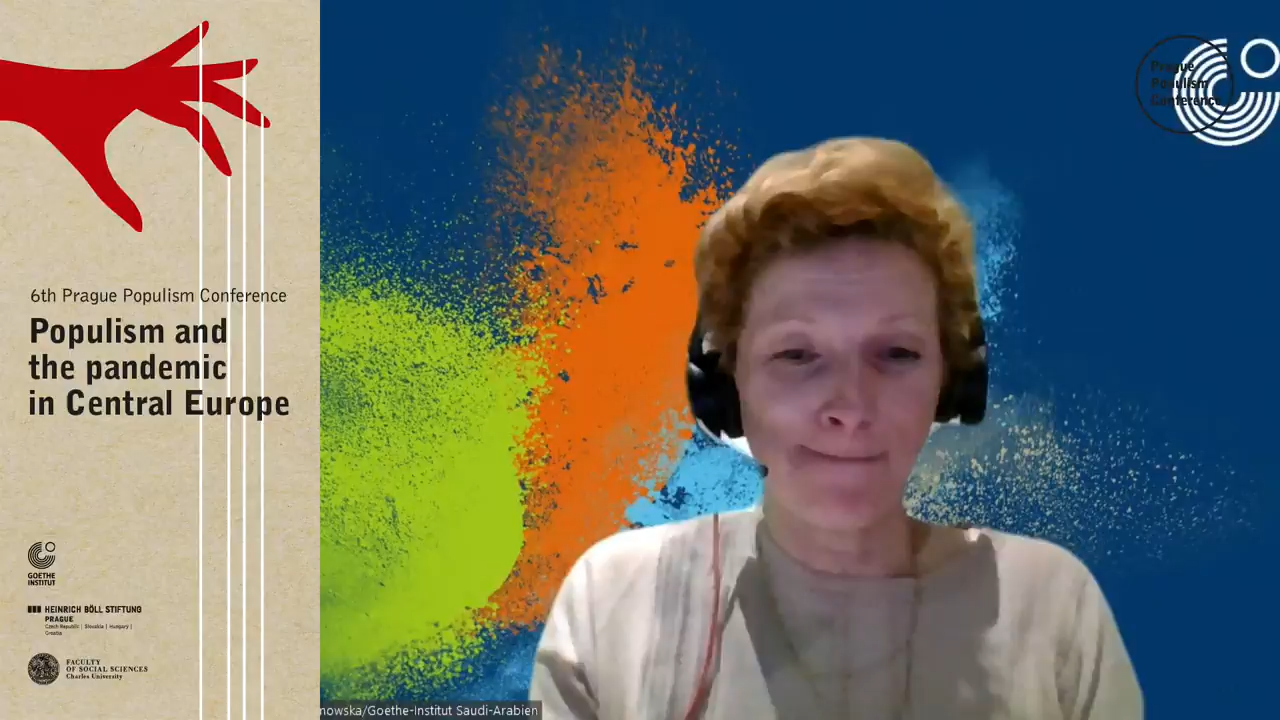 6th Prague Populism Conference
Populism and
the pandemic
in Central Europe
GOETHE
INSTITUT
HEINRICH BÖLL STIFTUNG
PRAGUE
Czech Republic | Slovakia | Hungary |
Croatia
FACULTY
OF SOCIAL SCIENCES
Charles University
Prague
Populism
Conference
nowska/Goethe-Institut Saudi-Arabien